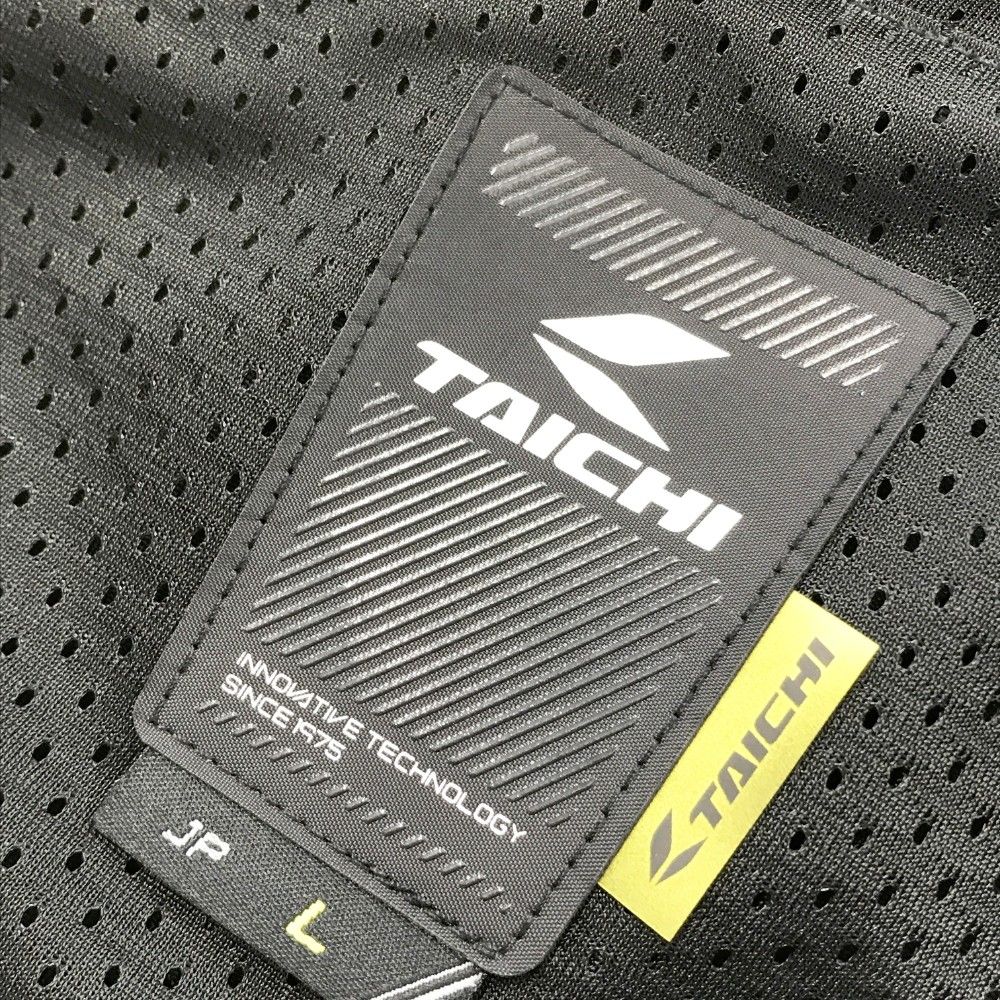 TAICHI
INNOVATIVE TECHNOLOGY
SINCE 1975
JP
L
TAICHI